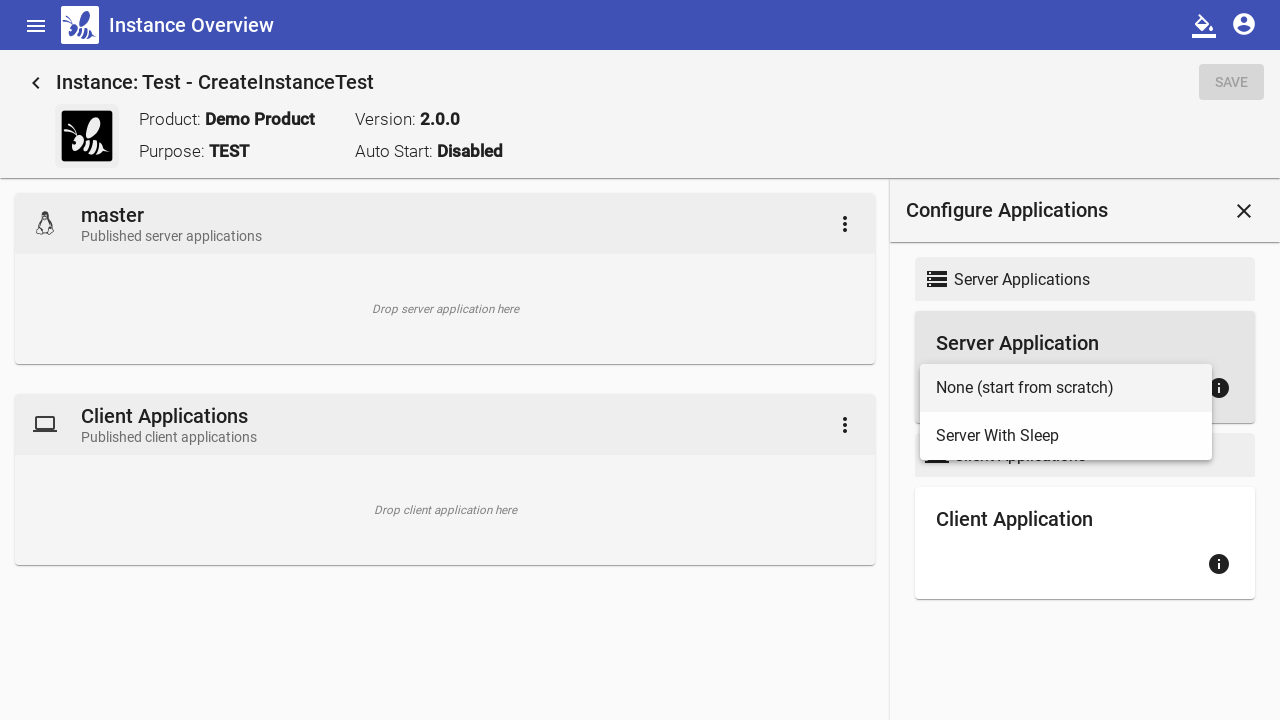 Instance Overview
Instance: Test - CreateInstanceTest
SAVE
Product: Demo Product
Version: 2.0.0
Purpose: TEST
Auto Start: Disabled
master
Published server applications
Drop server application here
Client Applications
Published client applications
Drop client application here
Configure Applications
Server Applications
Server Application
None (start from scratch)
Server With Sleep
Client Application